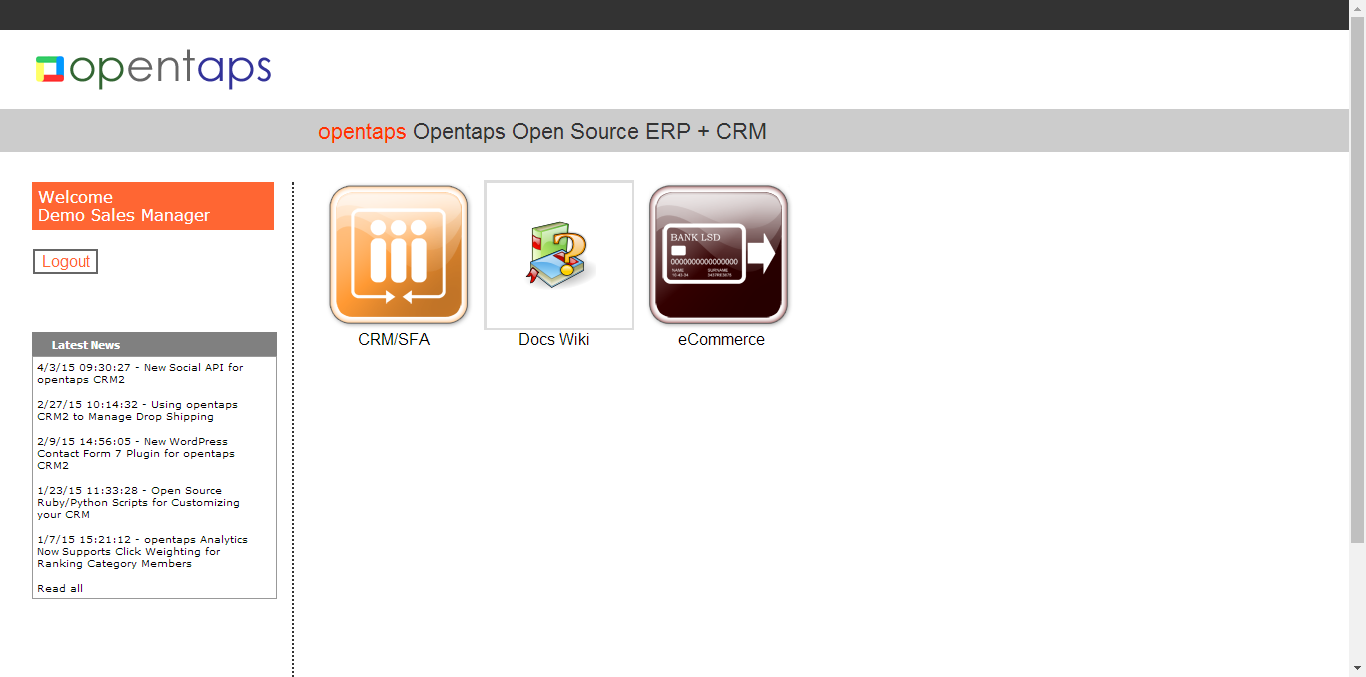 opentaps
opentaps Opentaps Open Source ERP + CRM
Welcome
Demo Sales Manager
Logout
Latest News
4/3/15 09:30:27 - New Social API for
opentaps CRM2
2/27/15 10:14:32 - Using opentaps
CRM2 to Manage Drop Shipping
2/9/15 14:56:05 - New WordPress
Contact Form 7 Plugin for opentaps
CRM2
1/23/15 11:33:28 - Open Source
Ruby/Python Scripts for Customizing
your CRM
1/7/15 15:21:12 - opentaps Analytics
Now Supports Click Weighting for
Ranking Category Members
Read all
BANK LSD
NAME SURNAME
CRM/SFA
Docs Wiki
eCommerce